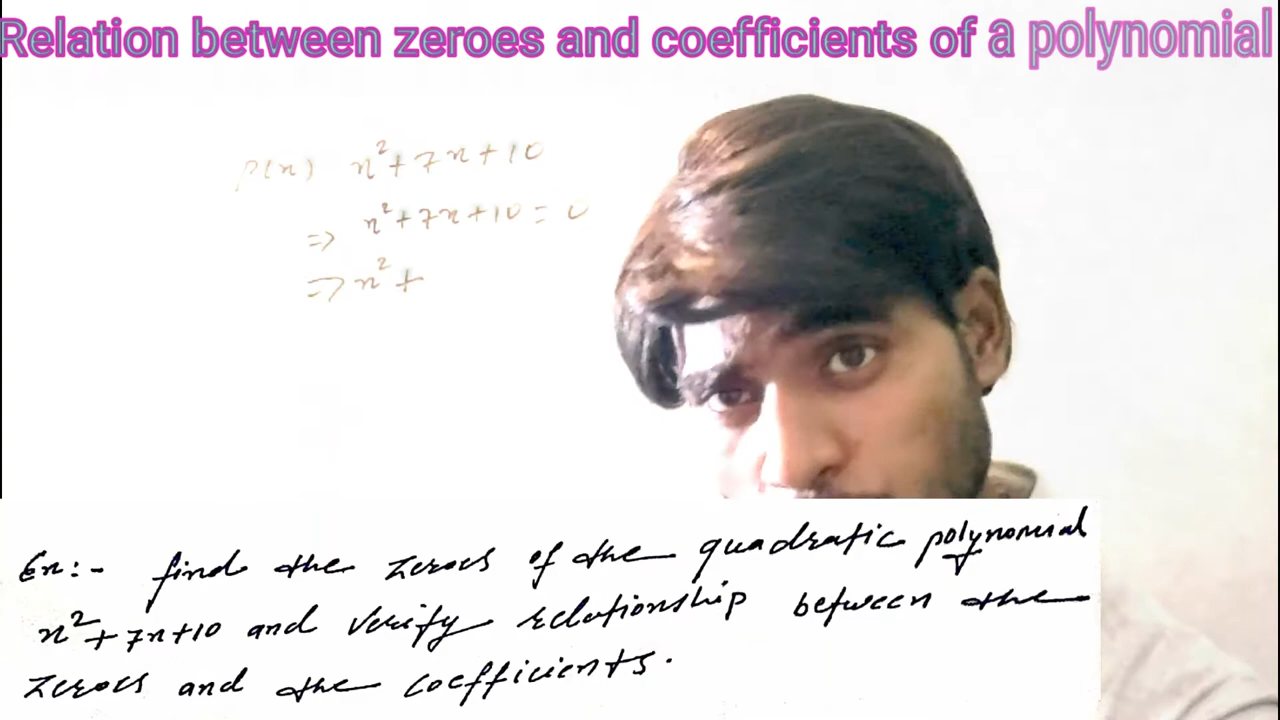 Relation between zeroes and coefficients of a polynomial
P(x) x²+7x+10
=> x²+7x+10=0
=> x²+
Ex:- find the zeroes of the quadratic polynomial
x²+7x+10 and verify relationship between the
zeroes and the coefficients.